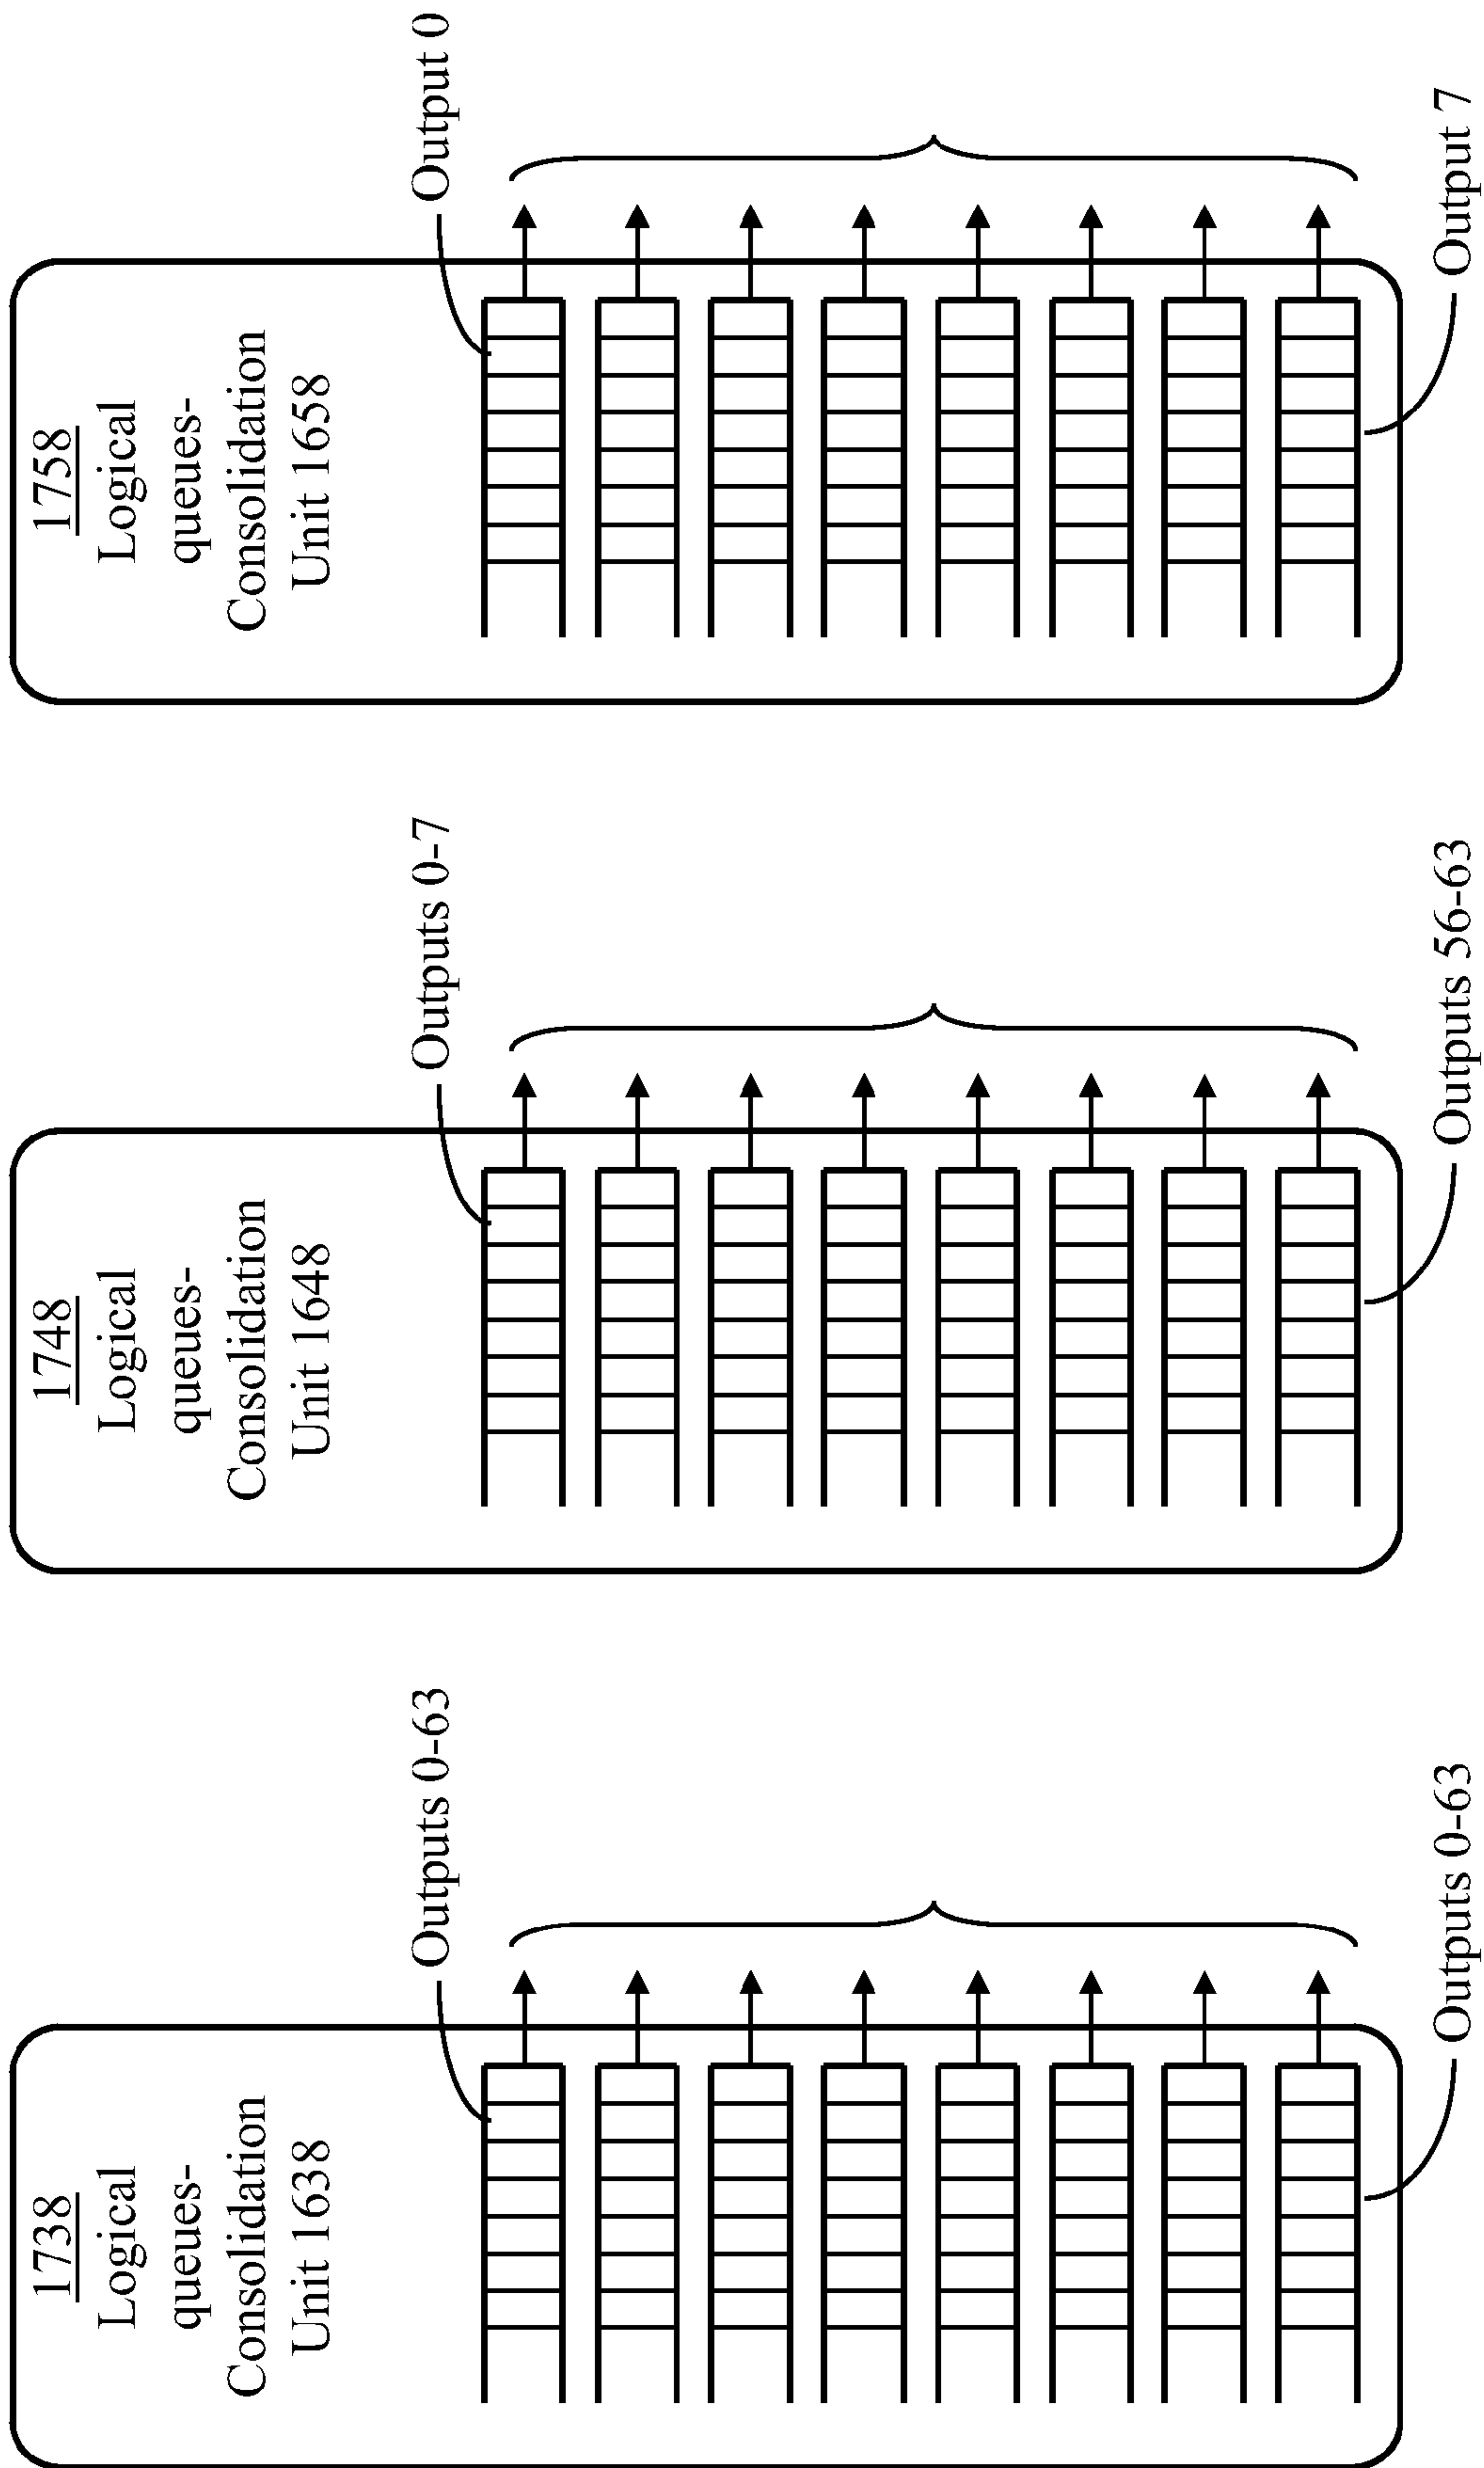 1738
Logical
queues-
Consolidation
Unit 1638
Outputs 0-63
Outputs 0-63
1748
Logical
queues-
Consolidation
Unit 1648
Outputs 0-7
Outputs 56-63
1758
Logical
queues-
Consolidation
Unit 1658
Output 0
Output 7